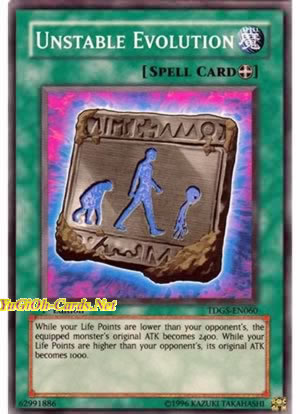 UNSTABLE EVOLUTION
[SPELL CARD ]
YuGiOh-Cards.Net
TDGS-EN060
While your Life Points are lower than your opponent's, the
equipped monster's original ATK becomes 2400. While your
Life Points are higher than your opponent's, its original ATK
becomes 1000.
62991886
©1996 KAZUKI TAKAHASHI